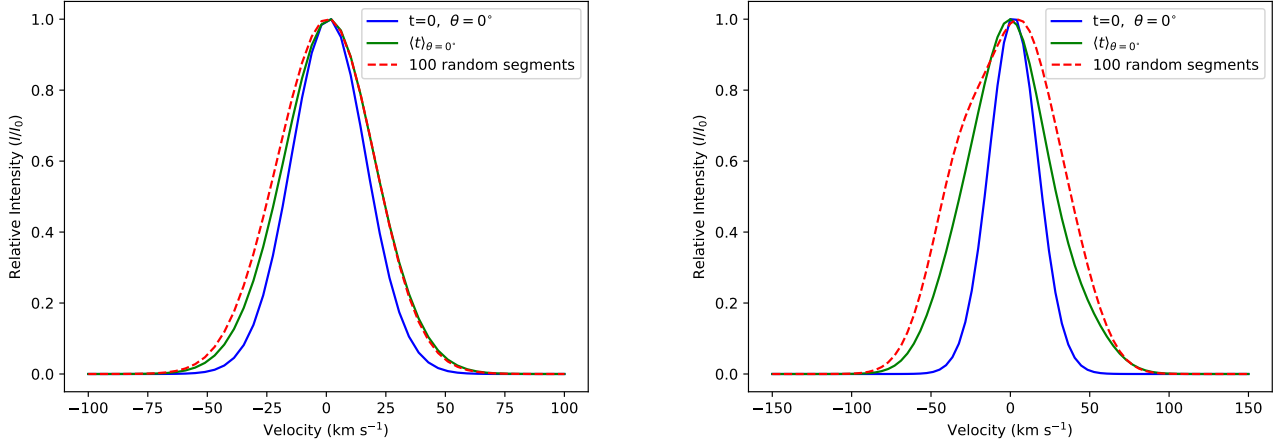 Relative Intensity (I/I₀)
1.0
0.8
0.6
0.4
0.2
0.0
t=0, θ = 0°
⟨t⟩θ=0°
100 random segments
−100 −75 −50 −25 0 25 50 75 100
Velocity (km s⁻¹)
Relative Intensity (I/I₀)
1.0
0.8
0.6
0.4
0.2
0.0
t=0, θ = 0°
⟨t⟩θ=0°
100 random segments
−150 −100 −50 0 50 100 150
Velocity (km s⁻¹)